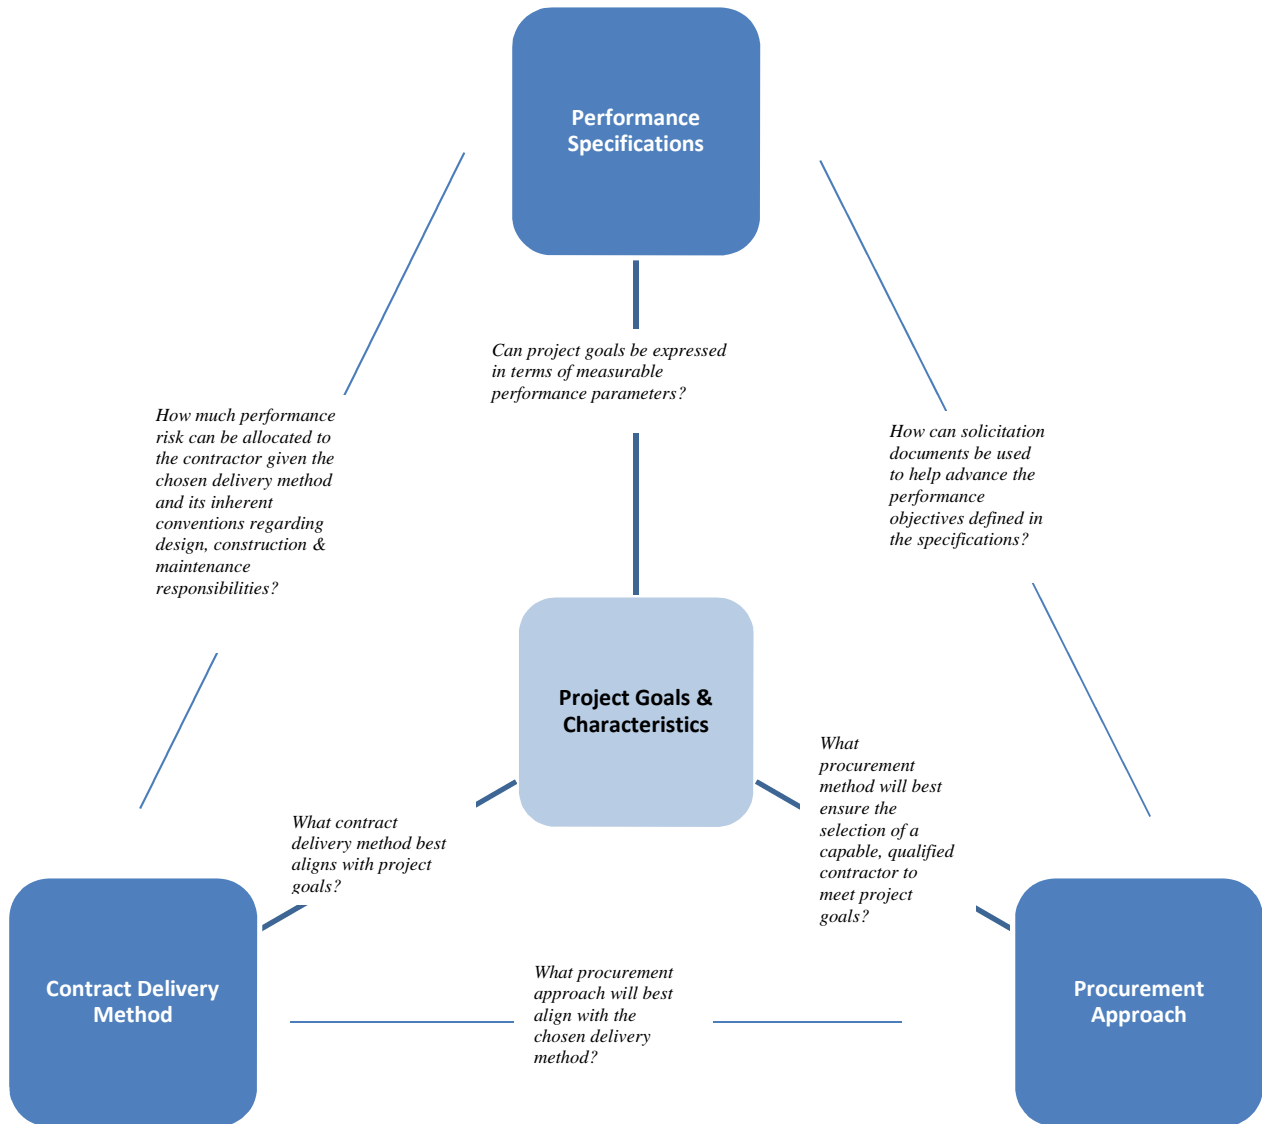 Performance
Specifications
Can project goals be expressed
in terms of measurable
performance parameters?
How much performance
risk can be allocated to
the contractor given the
chosen delivery method
and its inherent
conventions regarding
design, construction &
maintenance
responsibilities?
How can solicitation
documents be used
to help advance the
performance
objectives defined in
the specifications?
Project Goals &
Characteristics
What
procurement
method will best
ensure the
selection of a
capable, qualified
contractor to
meet project
goals?
What contract
delivery method best
aligns with project
goals?
Contract Delivery
Method
What procurement
approach will best
align with the
chosen delivery
method?
Procurement
Approach